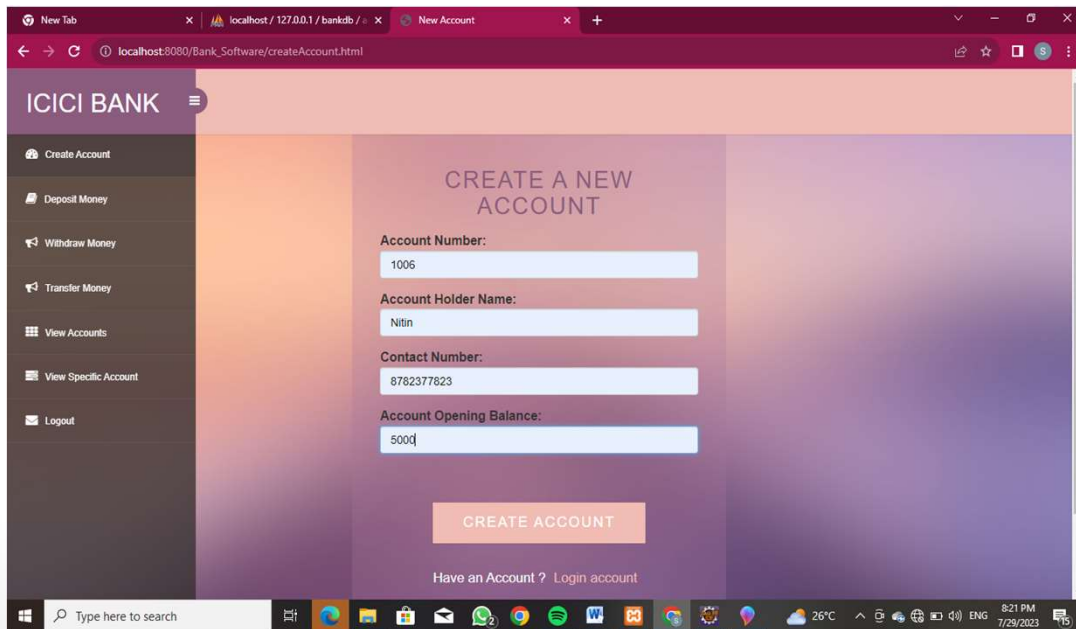 New Tab
localhost / 127.0.0.1 / bankdb / a
New Account
localhost:8080/Bank_Software/createAccount.html
S
ICICI BANK
Create Account
Deposit Money
Withdraw Money
Transfer Money
View Accounts
View Specific Account
Logout
CREATE A NEW
ACCOUNT
Account Number:
1006
Account Holder Name:
Nitin
Contact Number:
8782377823
Account Opening Balance:
5000
CREATE ACCOUNT
Have an Account ? Login account
Type here to search
2
W
26°C
ENG
8:21 PM
7/29/2023
15